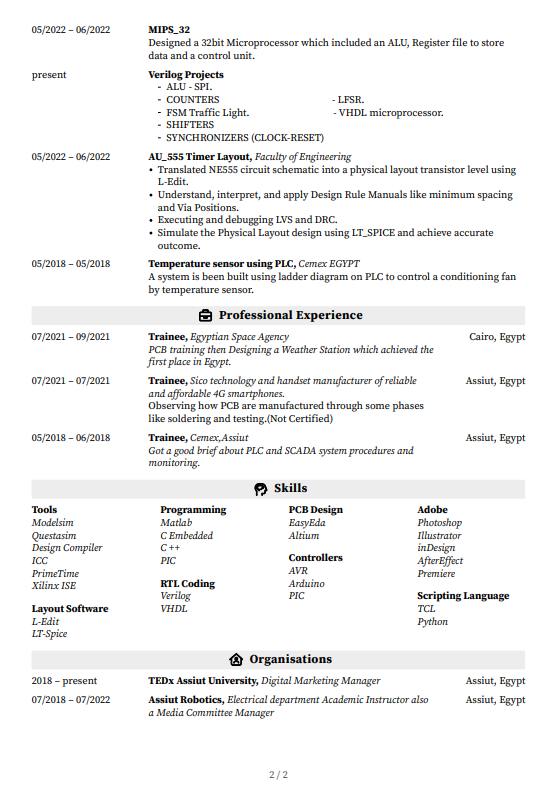 05/2022 – 06/2022 MIPS_32
Designed a 32bit Microprocessor which included an ALU, Register file to store
data and a control unit.
present Verilog Projects
- ALU - SPI.
- COUNTERS - LFSR.
- FSM Traffic Light. - VHDL microprocessor.
- SHIFTERS
- SYNCHRONIZERS (CLOCK-RESET)
05/2022 – 06/2022 AU_555 Timer Layout, Faculty of Engineering
• Translated NE555 circuit schematic into a physical layout transistor level using
L-Edit.
• Understand, interpret, and apply Design Rule Manuals like minimum spacing
and Via Positions.
• Executing and debugging LVS and DRC.
• Simulate the Physical Layout design using LT_SPICE and achieve accurate
outcome.
05/2018 – 05/2018 Temperature sensor using PLC, Cemex EGYPT
A system is been built using ladder diagram on PLC to control a conditioning fan
by temperature sensor.
Professional Experience
07/2021 – 09/2021 Trainee, Egyptian Space Agency Cairo, Egypt
PCB training then Designing a Weather Station which achieved the
first place in Egypt.
07/2021 – 07/2021 Trainee, Sico technology and handset manufacturer of reliable Assiut, Egypt
and affordable 4G smartphones.
Observing how PCB are manufactured through some phases
like soldering and testing.(Not Certified)
05/2018 – 06/2018 Trainee, Cemex,Assiut Assiut, Egypt
Got a good brief about PLC and SCADA system procedures and
monitoring.
Skills
Tools
Modelsim
Questasim
Design Compiler
ICC
PrimeTime
Xilinx ISE
Layout Software
L-Edit
LT-Spice
Programming
Matlab
C Embedded
C ++
PIC
RTL Coding
Verilog
VHDL
PCB Design
EasyEda
Altium
Controllers
AVR
Arduino
PIC
Adobe
Photoshop
Illustrator
inDesign
AfterEffect
Premiere
Scripting Language
TCL
Python
Organisations
2018 – present TEDx Assiut University, Digital Marketing Manager Assiut, Egypt
07/2018 – 07/2022 Assiut Robotics, Electrical department Academic Instructor also Assiut, Egypt
a Media Committee Manager
2 / 2